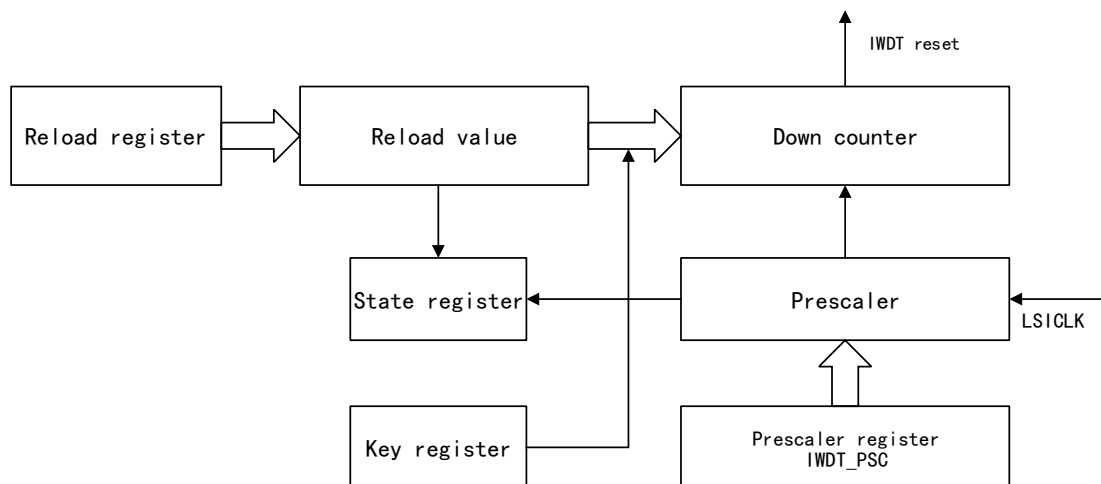 IWDT reset
Reload register
Reload value
Down counter
State register
Prescaler
LSICLK
Key register
Prescaler register
IWDT_PSC